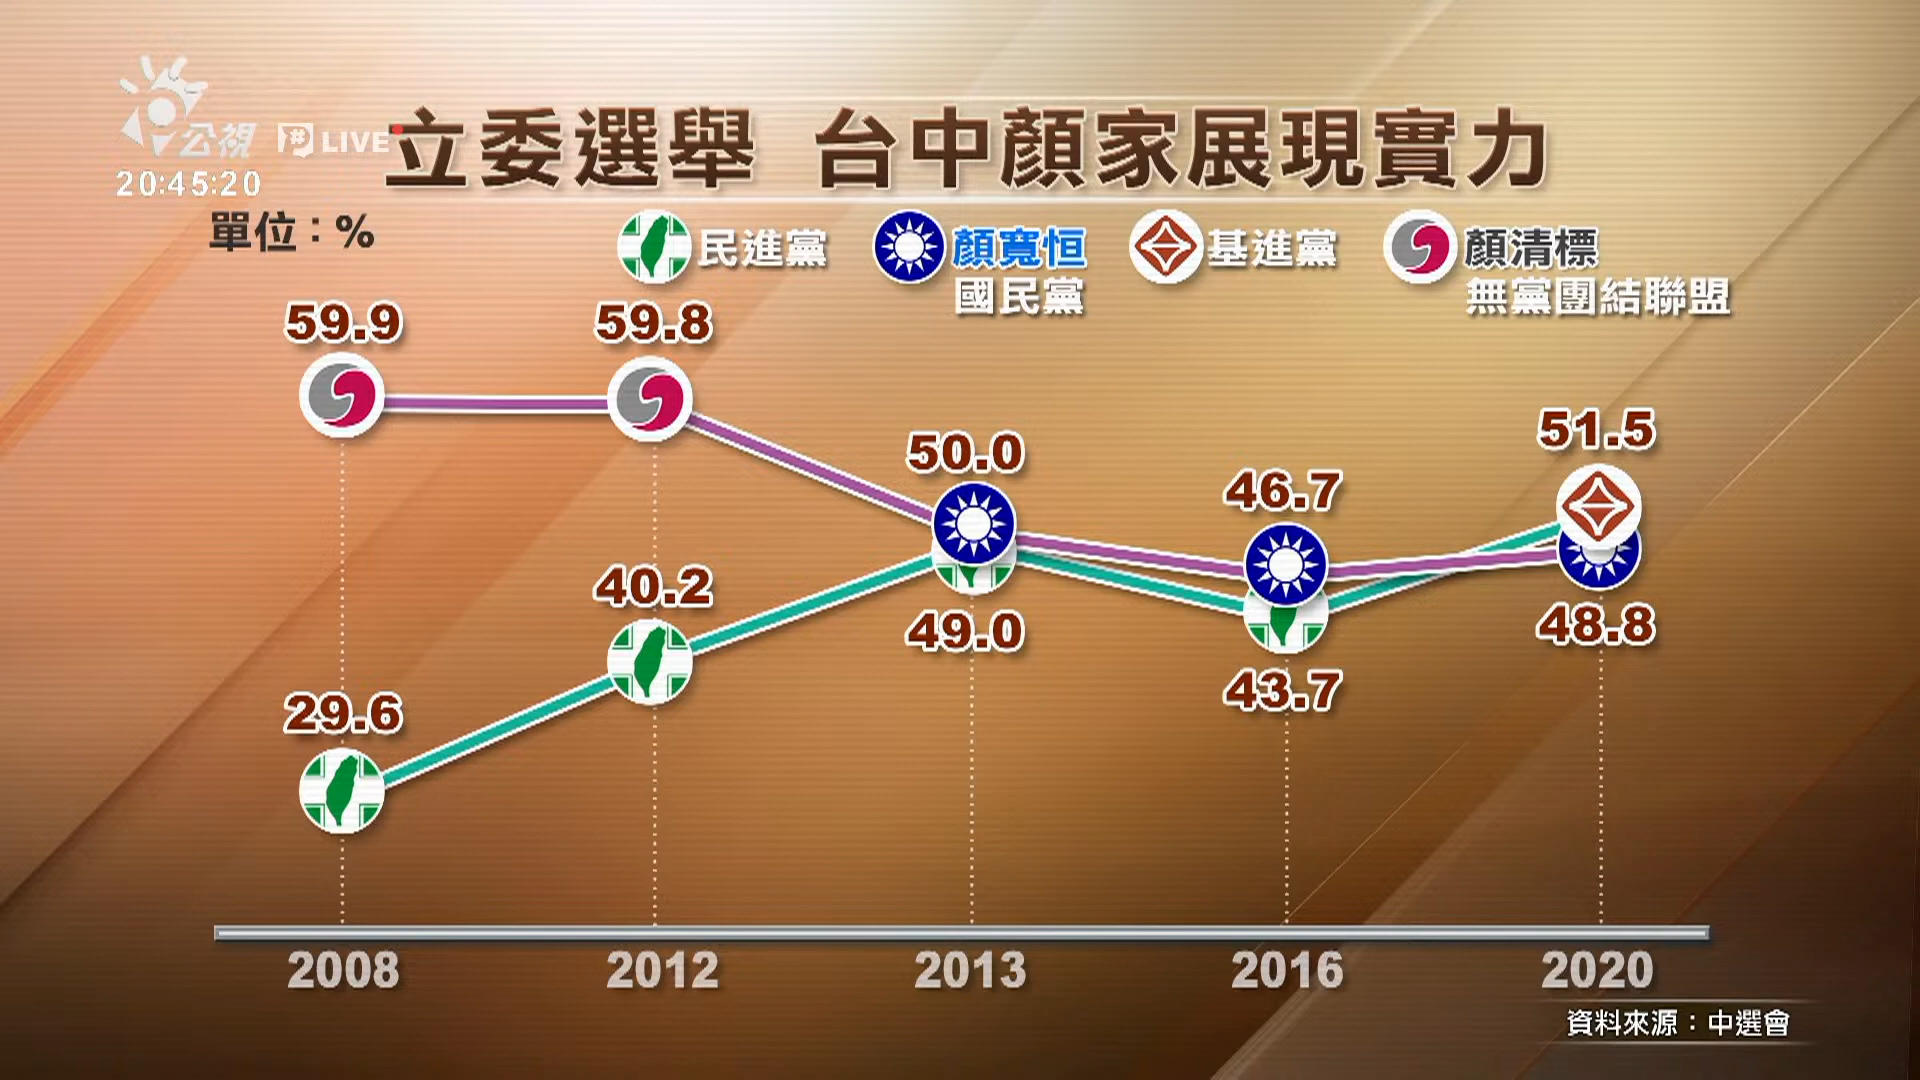 公視 LIVE
20:45:20
立委選舉 台中顏家展現實力
單位：%
民進黨
顏寬恒
國民黨
基進黨
顏清標
無黨團結聯盟
59.9
59.8
50.0
46.7
51.5
29.6
40.2
49.0
43.7
48.8
2008
2012
2013
2016
2020
資料來源：中選會